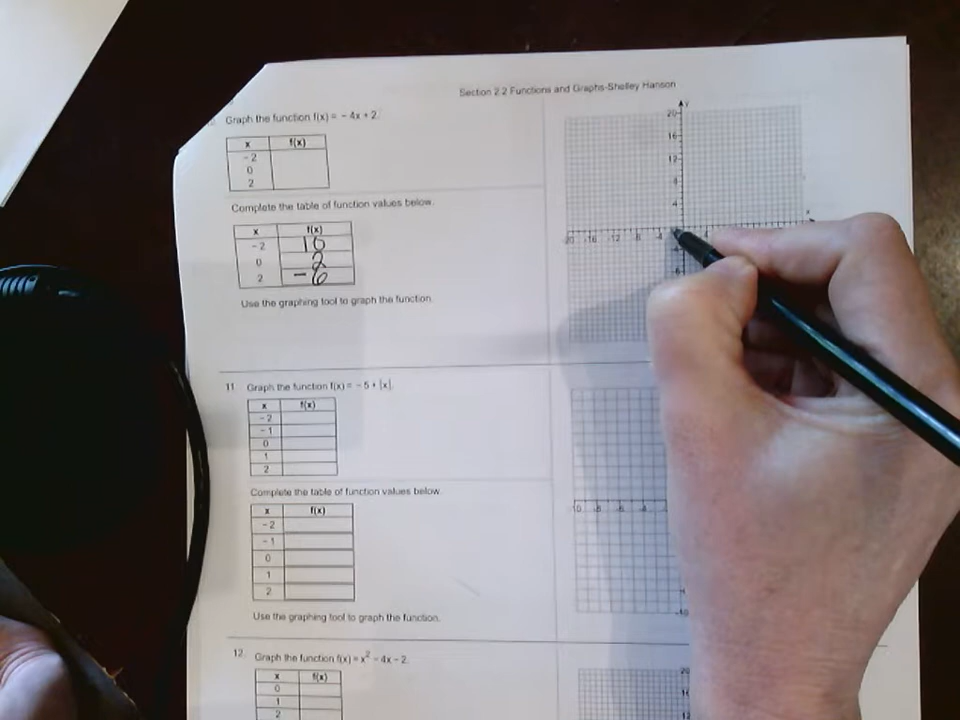 Section 2.2 Functions and Graphs-Shelley Hanson
Graph the function f(x) = - 4x + 2.
x f(x)
- 2
0
2
Complete the table of function values below.
x f(x)
- 2 10
0 2
2 -6
Use the graphing tool to graph the function.
y
20
16
12
8
4
-20 -16 -12 -8 -4
x
11. Graph the function f(x) = - 5 + |x|.
x f(x)
- 2
- 1
0
1
2
Complete the table of function values below.
x f(x)
- 2
- 1
0
1
2
Use the graphing tool to graph the function.
-10 -8 -6 -4
-10
12. Graph the function f(x) = x² - 4x - 2.
x f(x)
0
1
2
20